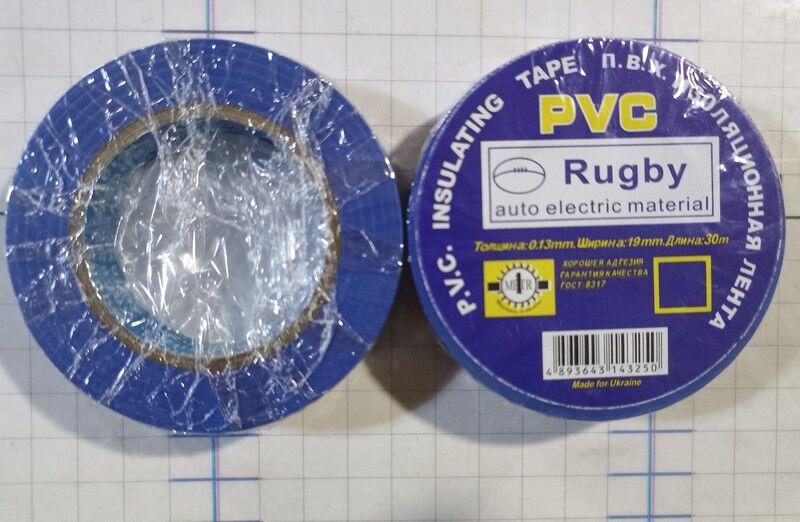 P.V.C. INSULATING TAPE П.В.Х. ИЗОЛЯЦИОННАЯ ЛЕНТА
PVC
Rugby
auto electric material
Толщина:0.13mm.Ширина:19mm.Длина:30m
ХОРОШЕЯ АДГЕЗИЯ
ГАРАНТИЯ КАЧЕСТВА
ГОСТ 8317
4 893643 143250
Made for Ukraine